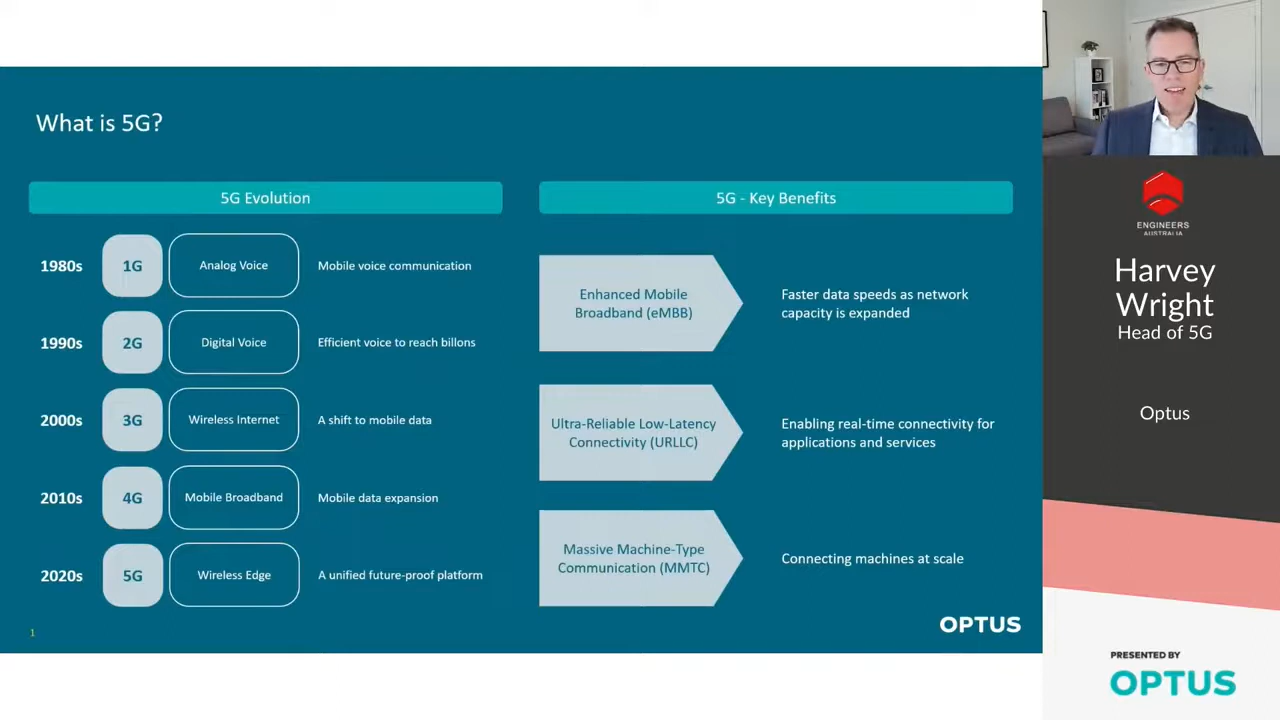 What is 5G?
5G Evolution
1980s
1G
Analog Voice
Mobile voice communication
1990s
2G
Digital Voice
Efficient voice to reach billons
2000s
3G
Wireless Internet
A shift to mobile data
2010s
4G
Mobile Broadband
Mobile data expansion
2020s
5G
Wireless Edge
A unified future-proof platform
5G - Key Benefits
Enhanced Mobile
Broadband (eMBB)
Faster data speeds as network
capacity is expanded
Ultra-Reliable Low-Latency
Connectivity (URLLC)
Enabling real-time connectivity for
applications and services
Massive Machine-Type
Communication (MMTC)
Connecting machines at scale
1
OPTUS
ENGINEERS
AUSTRALIA
Harvey
Wright
Head of 5G
Optus
PRESENTED BY
OPTUS